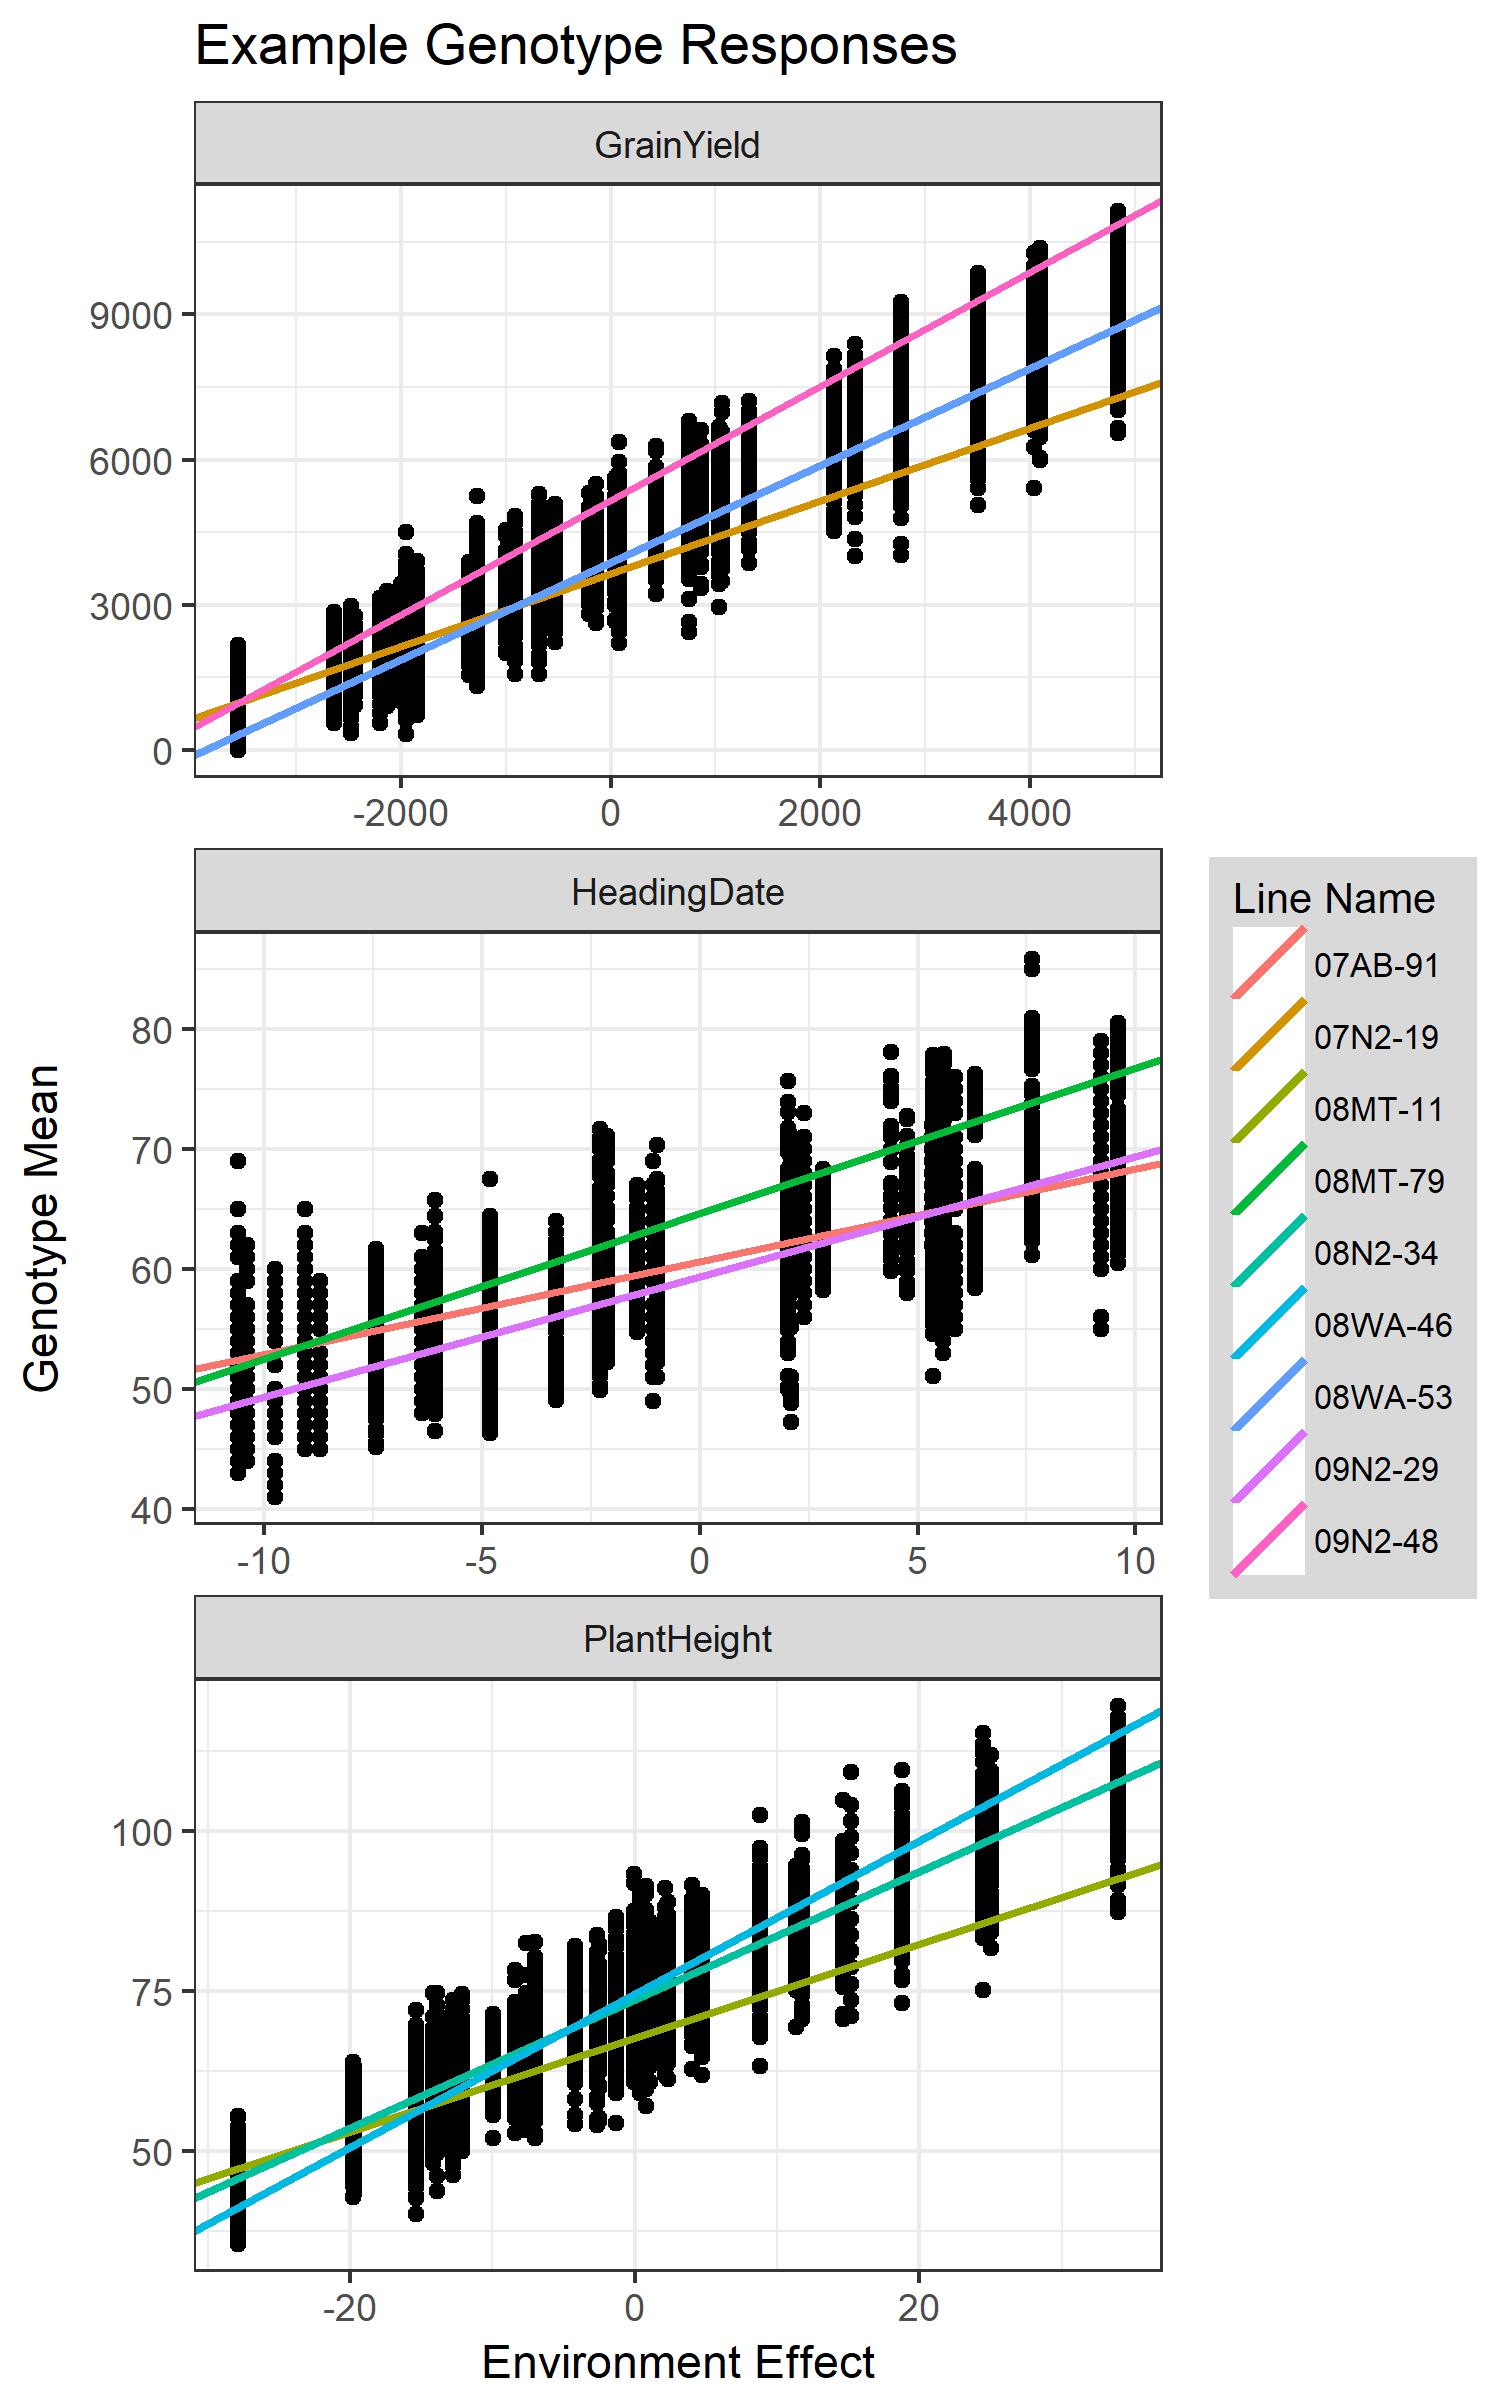 Example Genotype Responses
GrainYield
9000
6000
3000
0
-2000 0 2000 4000
HeadingDate
80
70
60
50
40
-10 -5 0 5 10
PlantHeight
100
75
50
-20 0 20
Environment Effect
Genotype Mean
Line Name
07AB-91
07N2-19
08MT-11
08MT-79
08N2-34
08WA-46
08WA-53
09N2-29
09N2-48